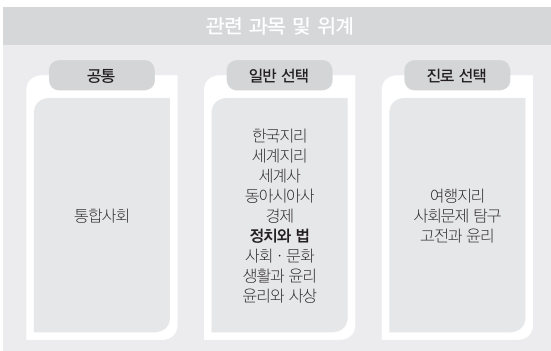 관련 과목 및 위계
공통
통합사회
일반 선택
한국지리
세계지리
세계사
동아시아사
경제
정치와 법
사회 · 문화
생활과 윤리
윤리와 사상
진로 선택
여행지리
사회문제 탐구
고전과 윤리